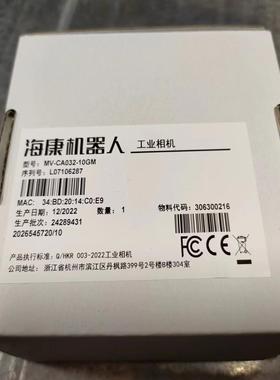 海康机器人 工业相机
型号: MV-CA032-10GM
序列号: L07106287
MAC: 34:BD:20:14:C0:E9
生产日期: 12/2022 数量: 1 物料代码: 306300216
生产批次: 24289431
2026545720/10
FC CE
产品执行标准: Q/HKR 003-2022工业相机
公司地址: 浙江省杭州市滨江区丹枫路399号2号楼B楼304室